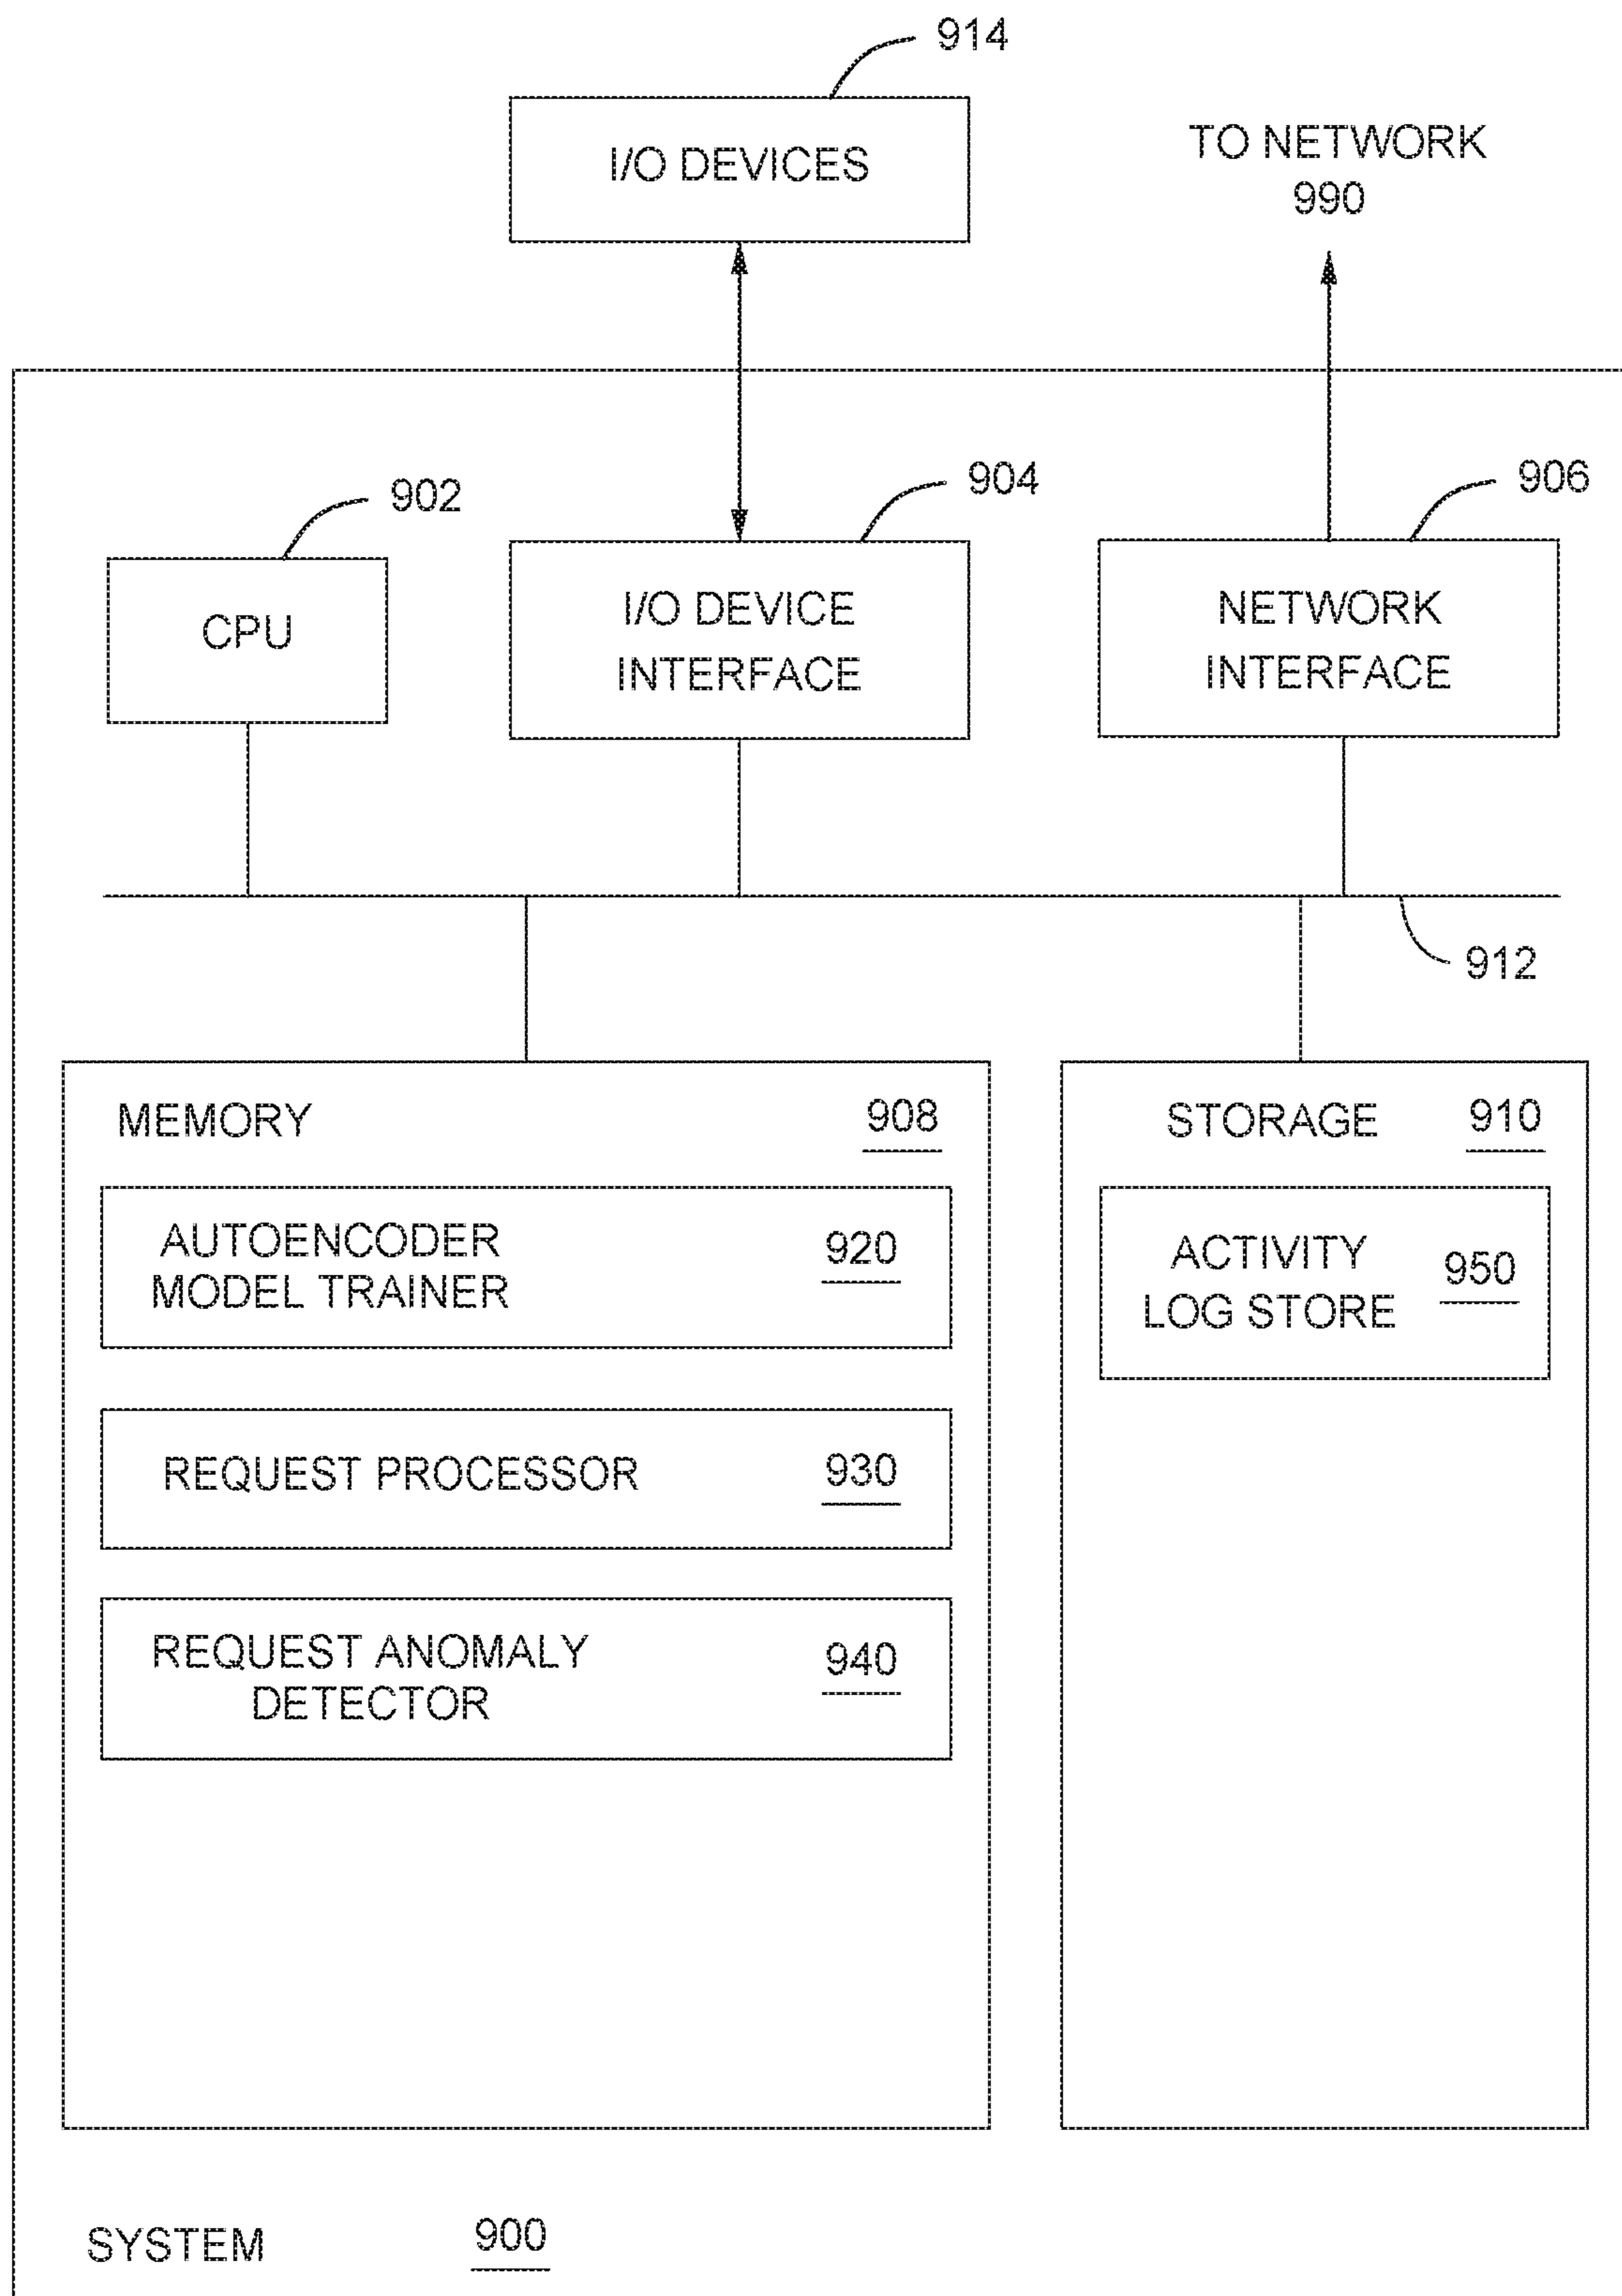 914
I/O DEVICES
TO NETWORK
990
902
904
906
CPU
I/O DEVICE
INTERFACE
NETWORK
INTERFACE
912
MEMORY 908
AUTOENCODER
MODEL TRAINER
920
REQUEST PROCESSOR 930
REQUEST ANOMALY
DETECTOR
940
STORAGE 910
ACTIVITY
LOG STORE
950
SYSTEM 900